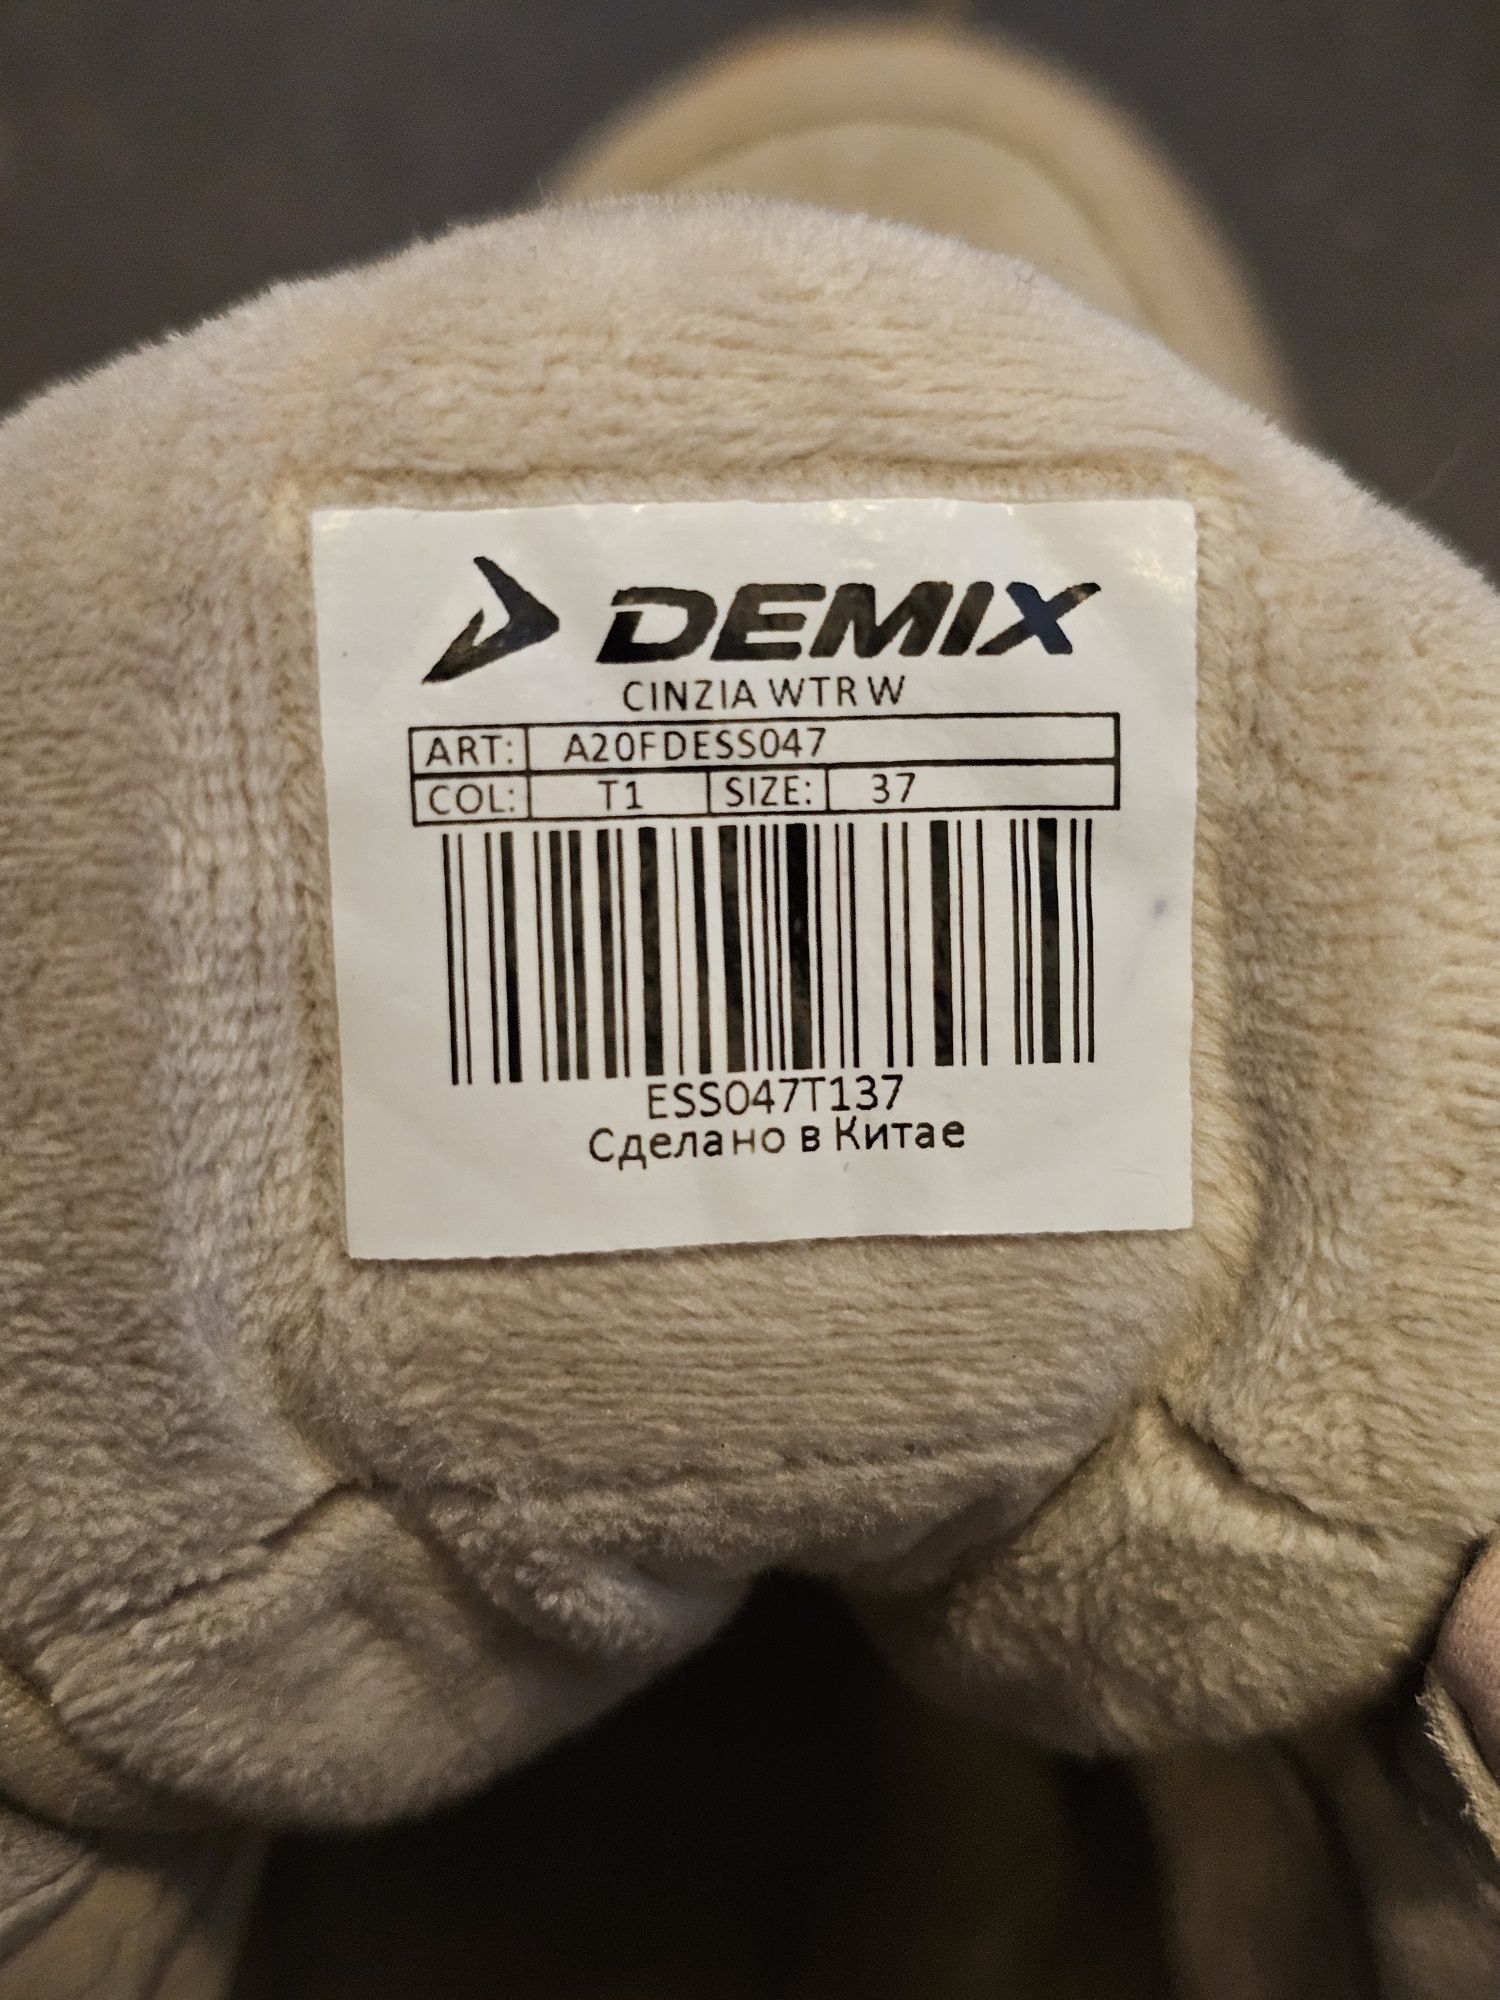 DEMIX
CINZIA WTR W
ART: A20FDESS047
COL: T1 SIZE: 37
ESS047T137
Сделано в Китае